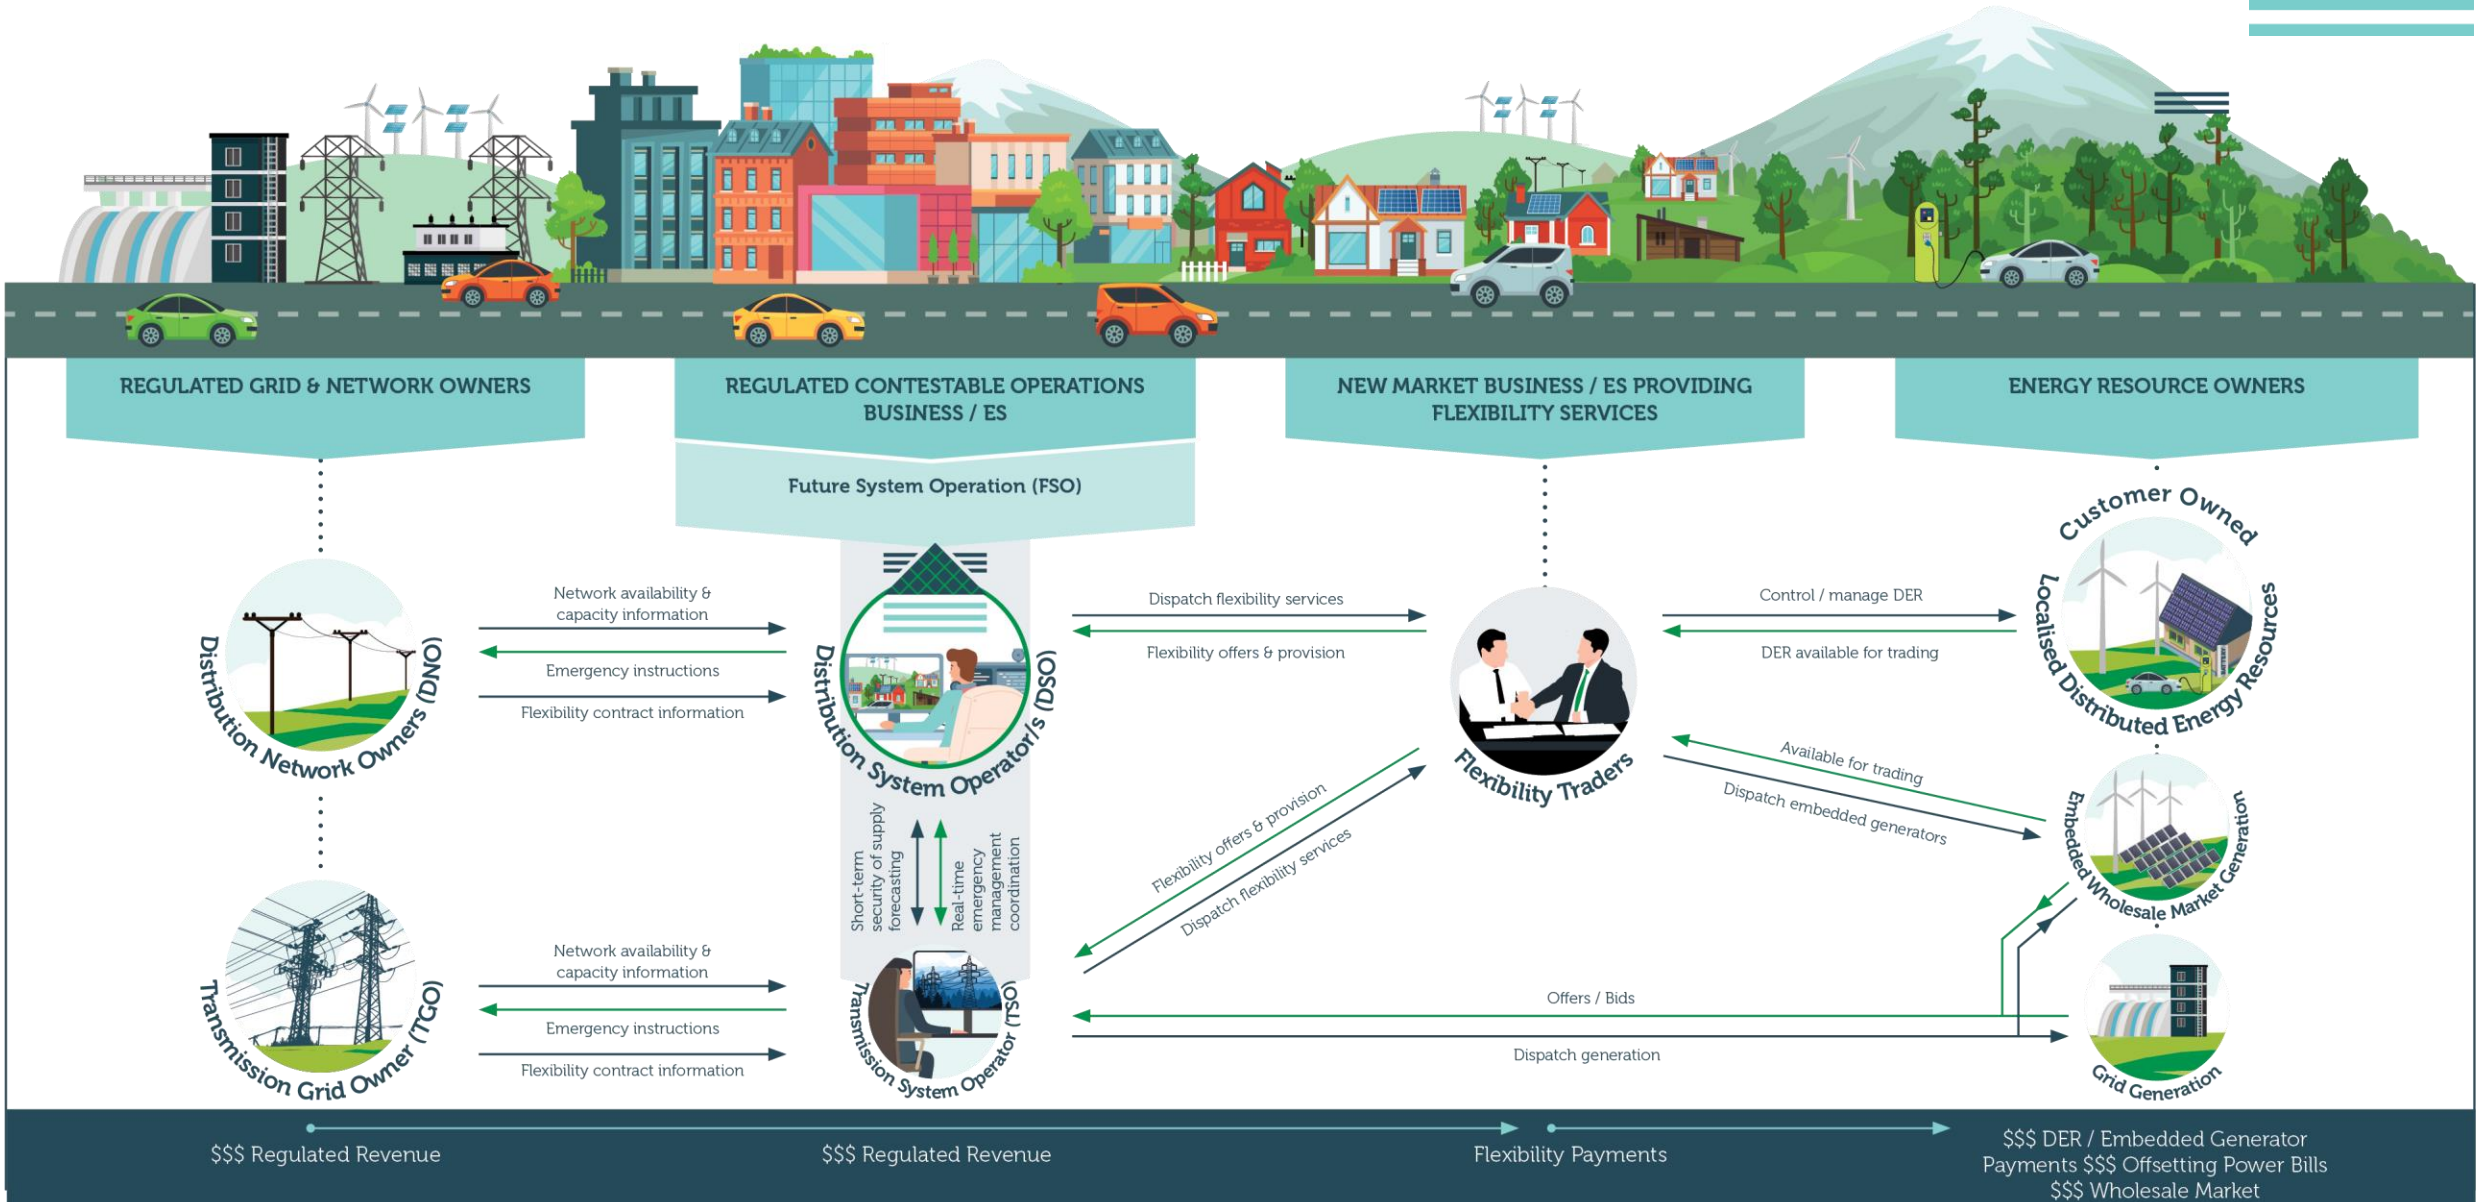 REGULATED GRID & NETWORK OWNERS
REGULATED CONTESTABLE OPERATIONS
BUSINESS / ES
NEW MARKET BUSINESS / ES PROVIDING
FLEXIBILITY SERVICES
ENERGY RESOURCE OWNERS
Future System Operation (FSO)
Distribution Network Owners (DNO)
Network availability &
capacity information
Emergency instructions
Flexibility contract information
Distribution System Operator/s (DSO)
Dispatch flexibility services
Flexibility offers & provision
Flexibility Traders
Control / manage DER
DER available for trading
Customer Owned
Localised Distributed Energy Resources
BATTERY
Available for trading
Dispatch embedded generators
Embedded Wholesale Market Generation
Short-term
security of supply
forecasting
Real-time
emergency
management
coordination
Flexibility offers & provision
Dispatch flexibility services
Transmission Grid Owner (TGO)
Network availability &
capacity information
Emergency instructions
Flexibility contract information
Transmission System Operator (TSO)
Offers / Bids
Dispatch generation
Grid Generation
$$$ Regulated Revenue
$$$ Regulated Revenue
Flexibility Payments
$$$ DER / Embedded Generator
Payments $$$ Offsetting Power Bills
$$$ Wholesale Market